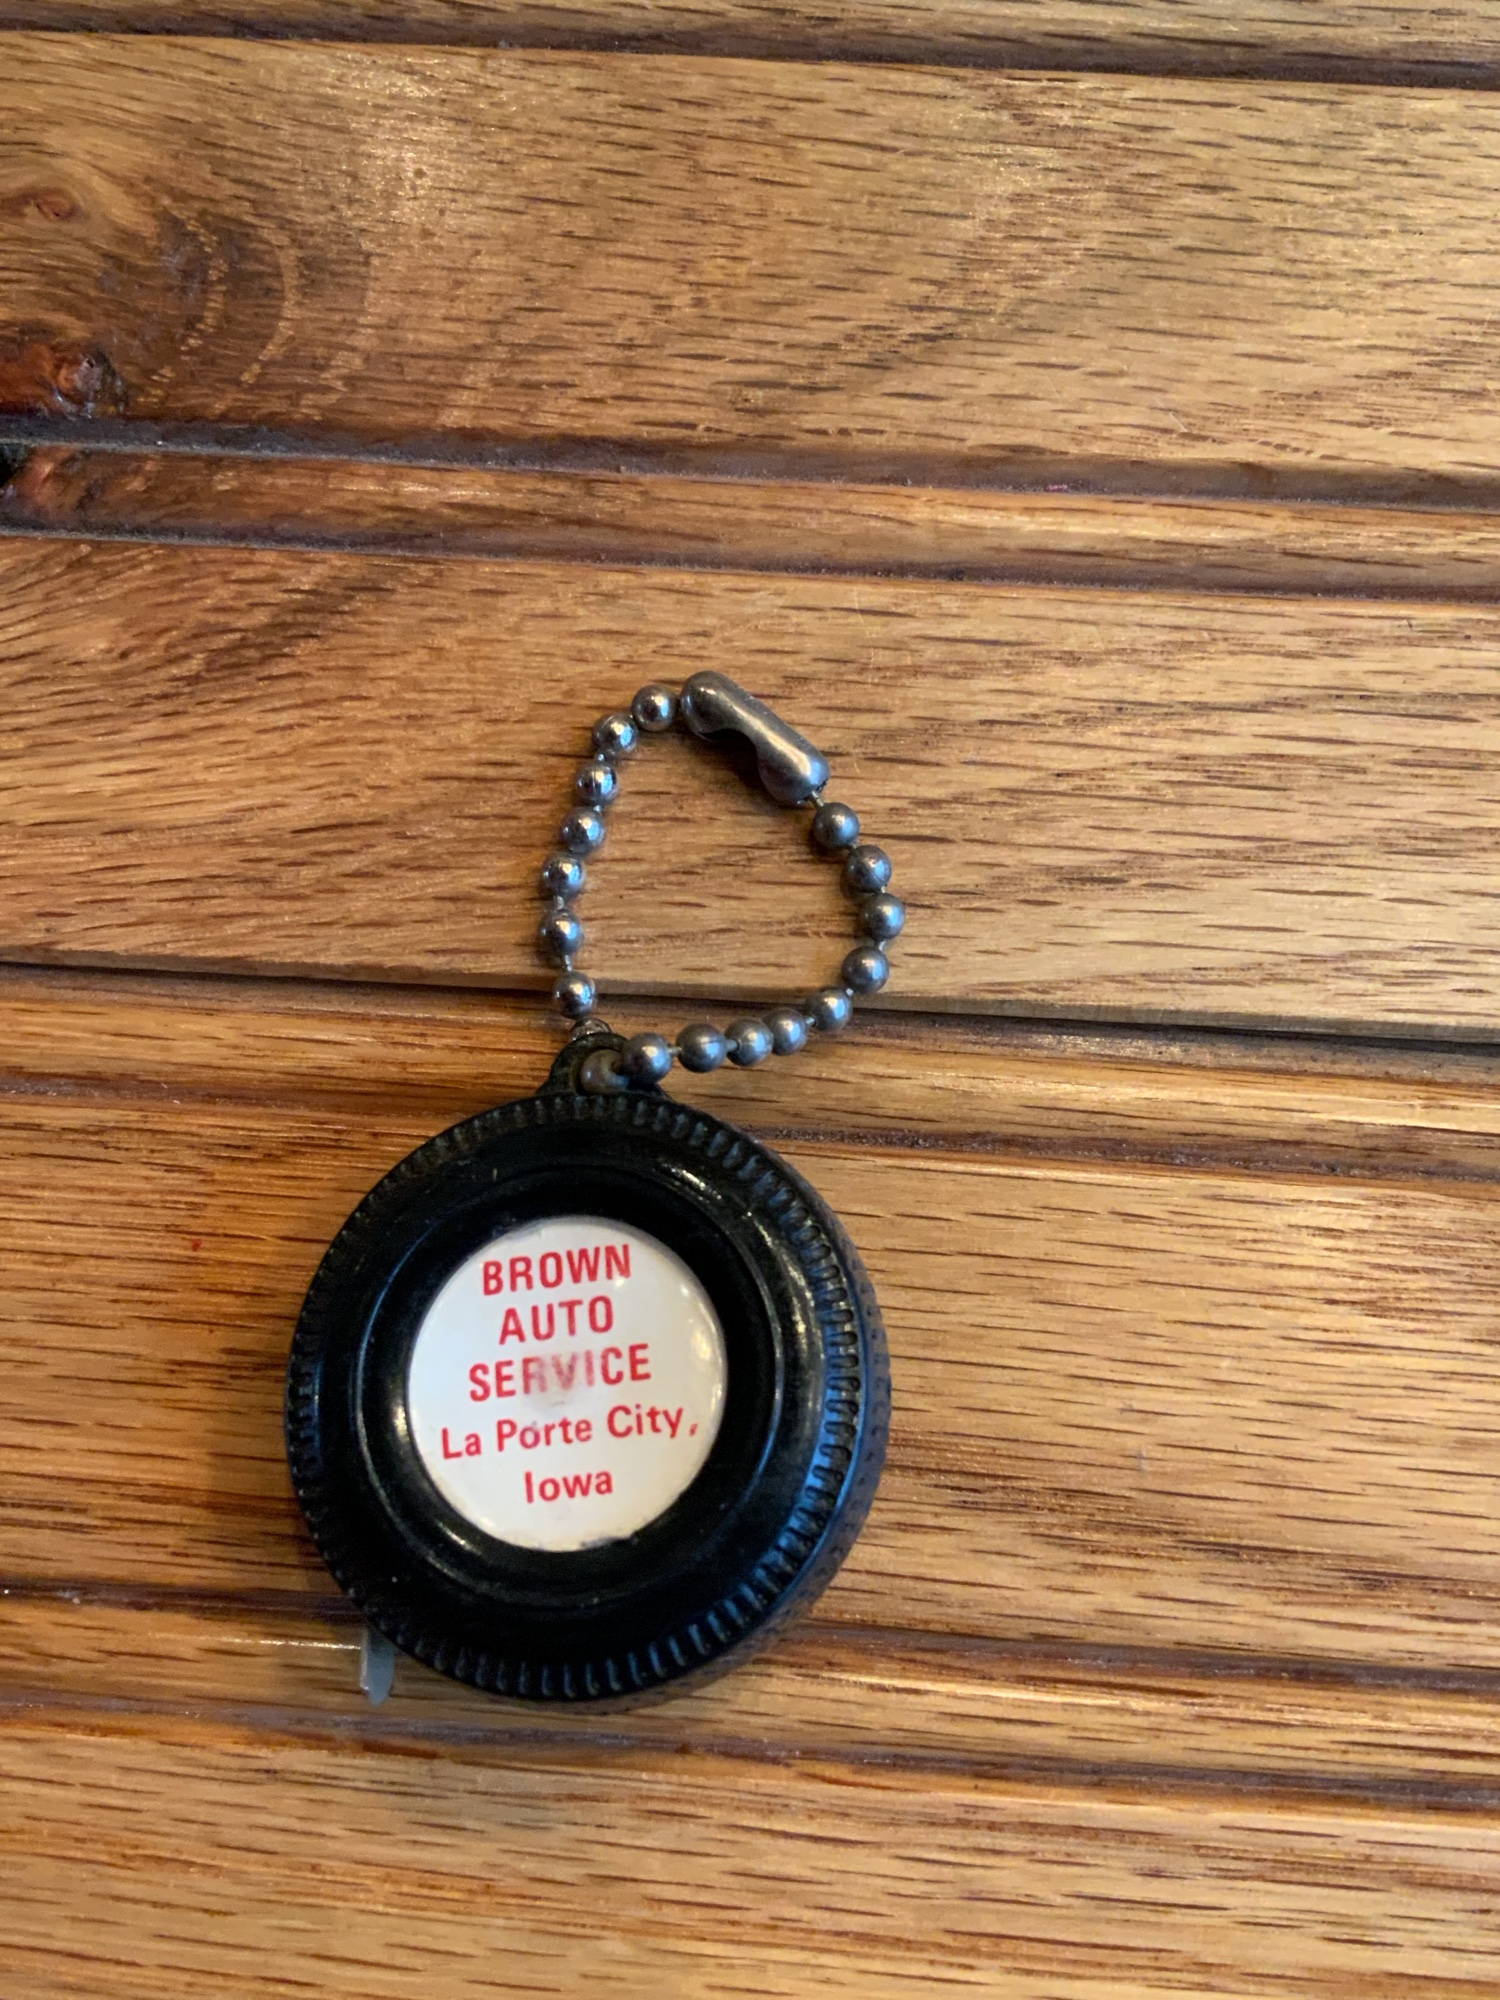 BROWN
AUTO
SERVICE
La Porte City,
Iowa